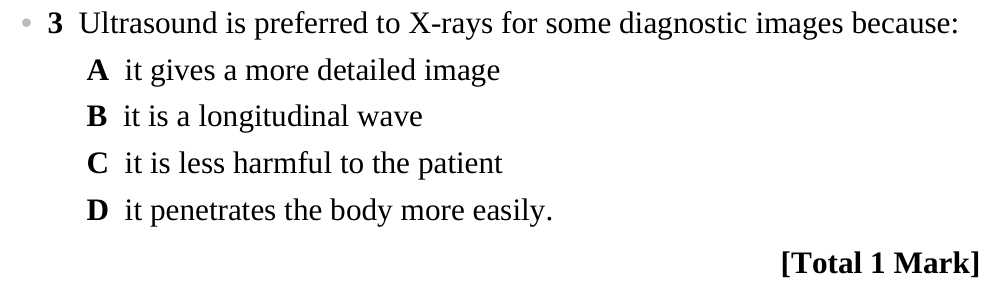 • 3 Ultrasound is preferred to X-rays for some diagnostic images because:
A it gives a more detailed image
B it is a longitudinal wave
C it is less harmful to the patient
D it penetrates the body more easily.
[Total 1 Mark]